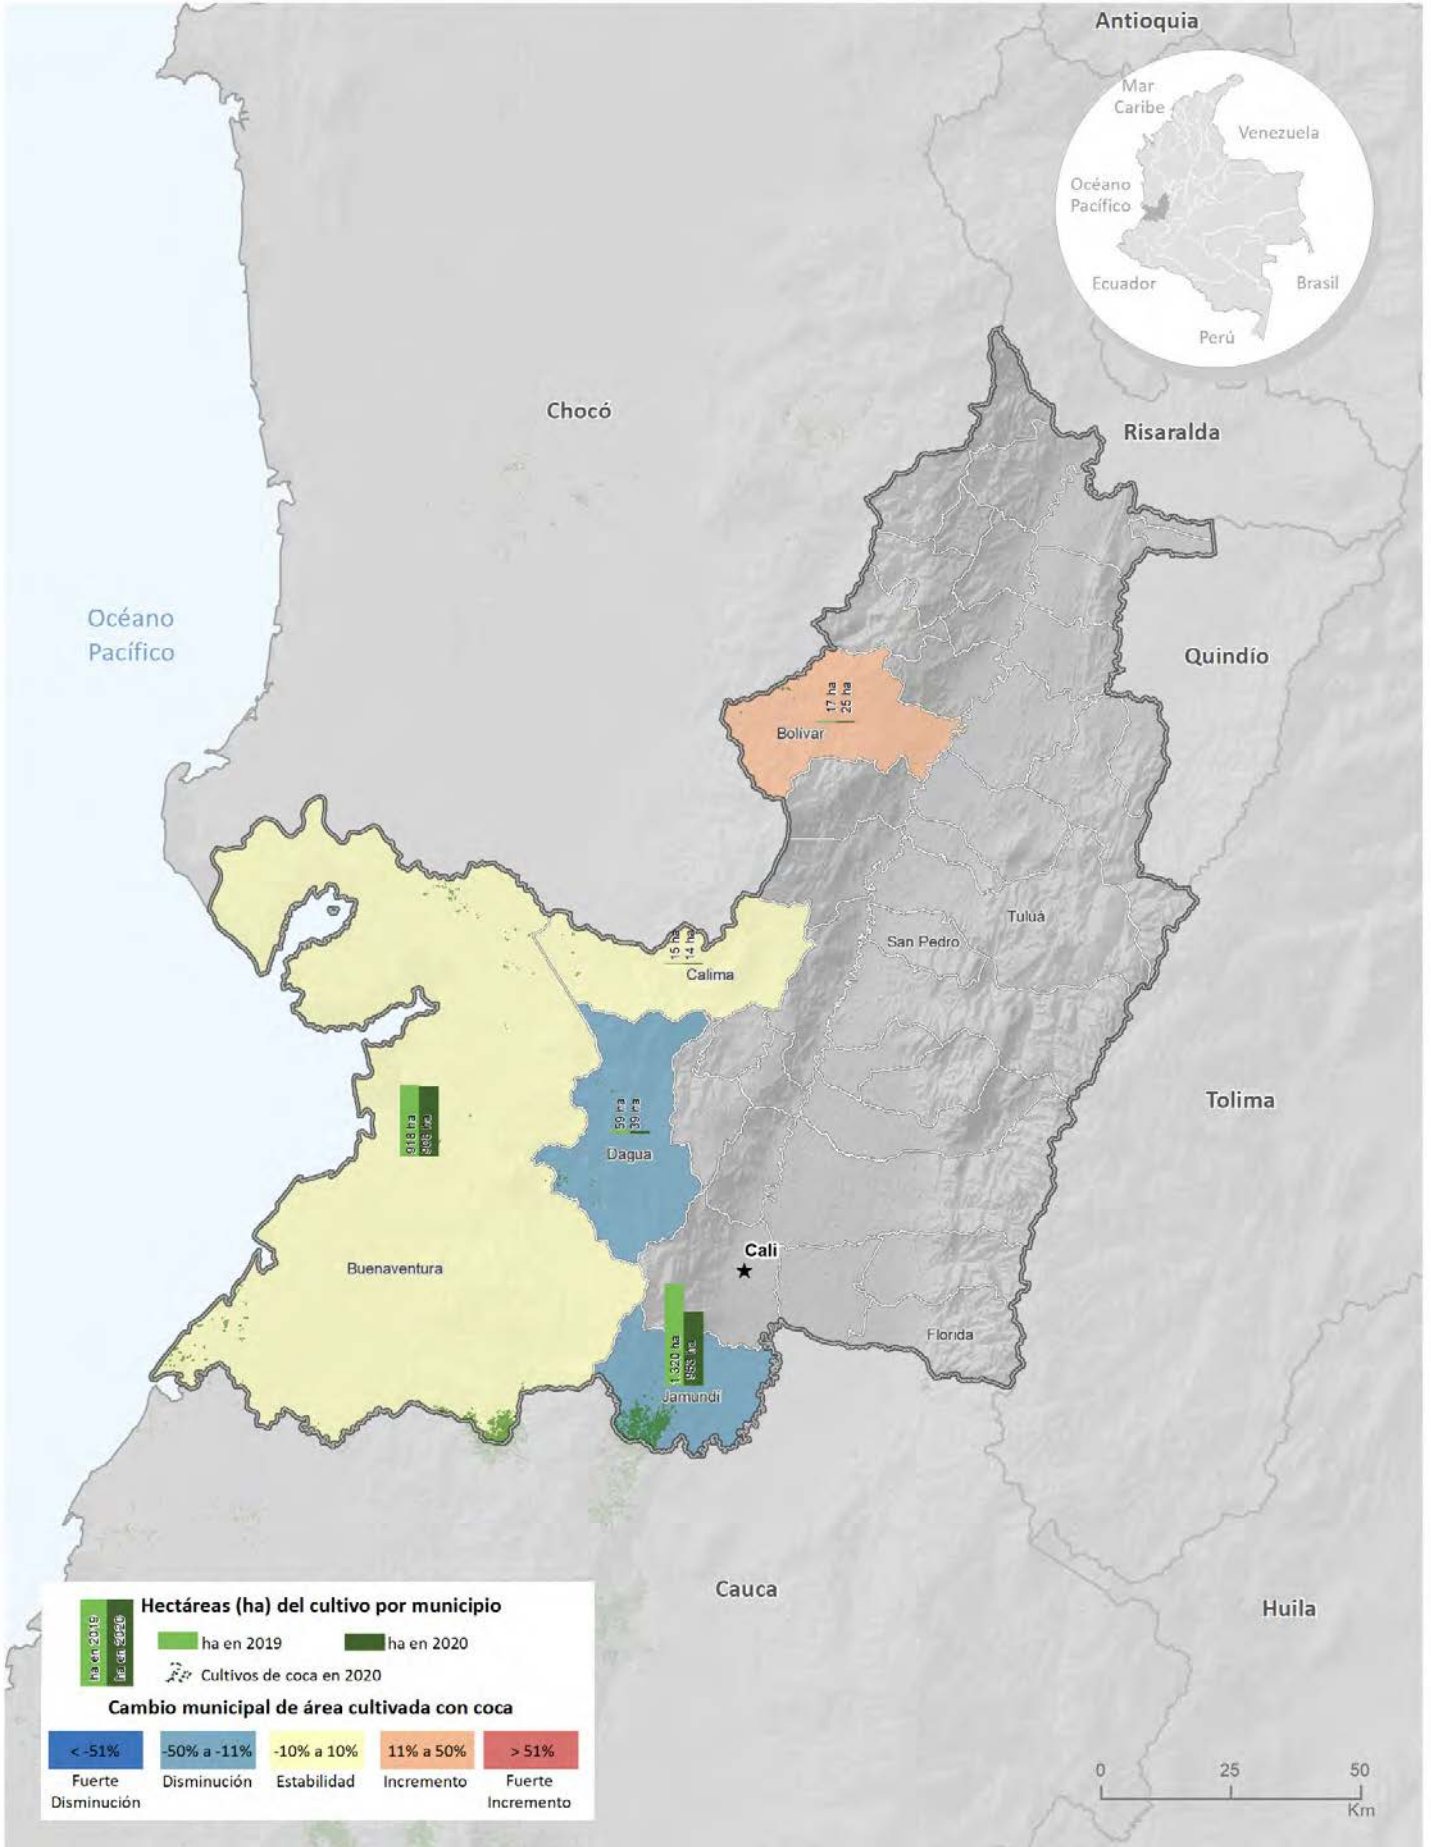 Antioquia
Mar
Caribe
Venezuela
Océano
Pacífico
Ecuador
Brasil
Perú
Chocó
Risaralda
Océano
Pacífico
Quindío
17 ha
25 ha
Bolívar
Tuluá
San Pedro
15 ha
14 ha
Calima
Tolima
918 ha
ha
59 ha
39 ha
Dagua
Cali
Buenaventura
1.320 ha
ha
Florida
Jamundí
Cauca
Huila
Hectáreas (ha) del cultivo por municipio
ha en 2019
ha en 2020
ha en 2019
ha en 2020
Cultivos de coca en 2020
Cambio municipal de área cultivada con coca
< -51%
-50% a -11%
-10% a 10%
11% a 50%
> 51%
Fuerte
Disminución
Disminución
Estabilidad
Incremento
Fuerte
Incremento
0
25
50
Km